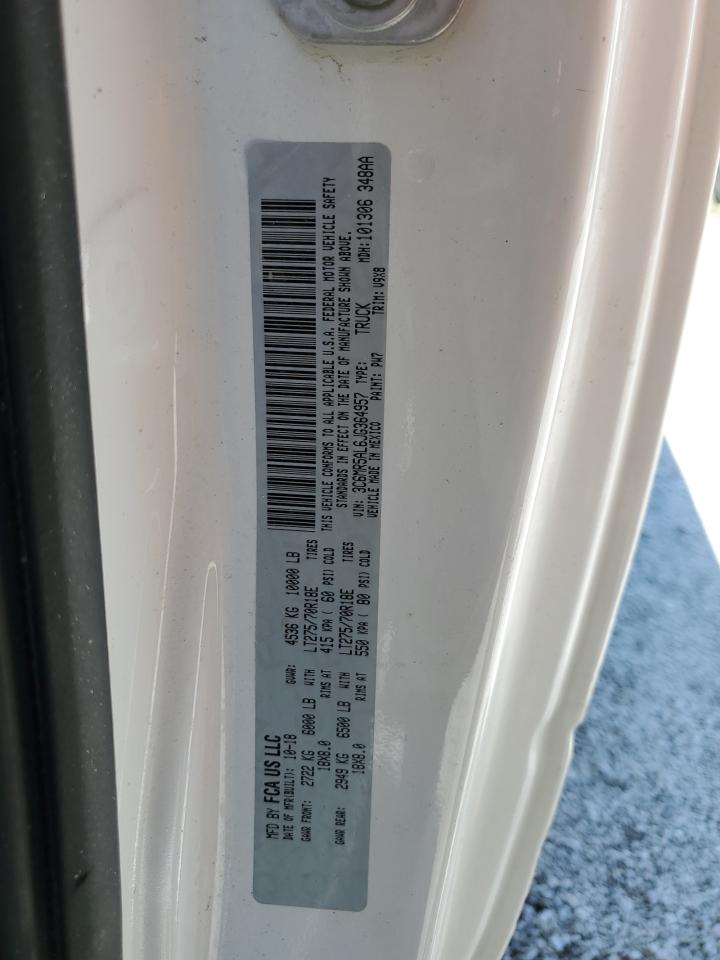 MFD BY FCA US LLC
DATE OF MFR(BUILT): 10-18 GVWR: 4536 KG 10000 LB
GAWR FRONT: 2722 KG 6000 LB WITH LT275/70R18E TIRES
18X8.0 RIMS AT 415 KPA ( 60 PSI) COLD
GAWR REAR: 2949 KG 6500 LB WITH LT275/70R18E TIRES
18X8.0 RIMS AT 550 KPA ( 80 PSI) COLD
THIS VEHICLE CONFORMS TO ALL APPLICABLE U.S.A. FEDERAL MOTOR VEHICLE SAFETY
STANDARDS IN EFFECT ON THE DATE OF MANUFACTURE SHOWN ABOVE.
VIN: 3C6MR5AL6JG364957 TYPE: TRUCK MDH: 101306 348AA
VEHICLE MADE IN MEXICO PAINT: PW7 TRIM: V9X8